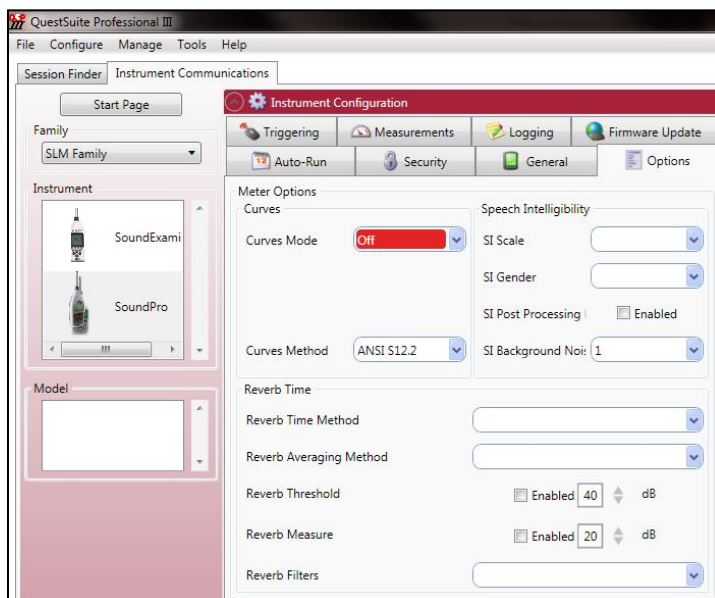 QuestSuite Professional III
File Configure Manage Tools Help
Session Finder Instrument Communications
Start Page
Family
SLM Family
Instrument
SoundExami
SoundPro
Model
Instrument Configuration
Triggering Measurements Logging Firmware Update
Auto-Run Security General Options
Meter Options
Curves
Curves Mode Off
Curves Method ANSI S12.2
Speech Intelligibility
SI Scale
SI Gender
SI Post Processing Enabled
SI Background Noi: 1
Reverb Time
Reverb Time Method
Reverb Averaging Method
Reverb Threshold Enabled 40 dB
Reverb Measure Enabled 20 dB
Reverb Filters